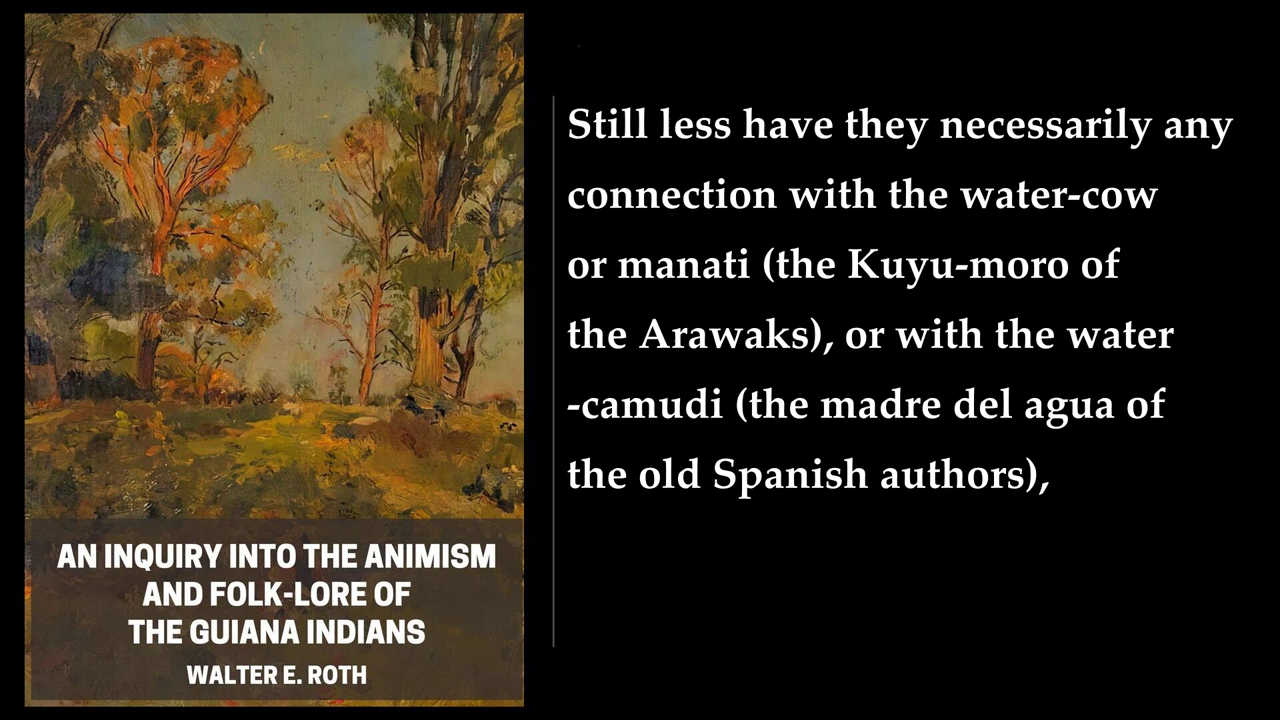 Still less have they necessarily any
connection with the water-cow
or manati (the Kuyu-moro of
the Arawaks), or with the water
-camudi (the madre del agua of
the old Spanish authors),
AN INQUIRY INTO THE ANIMISM
AND FOLK-LORE OF
THE GUIANA INDIANS
WALTER E. ROTH